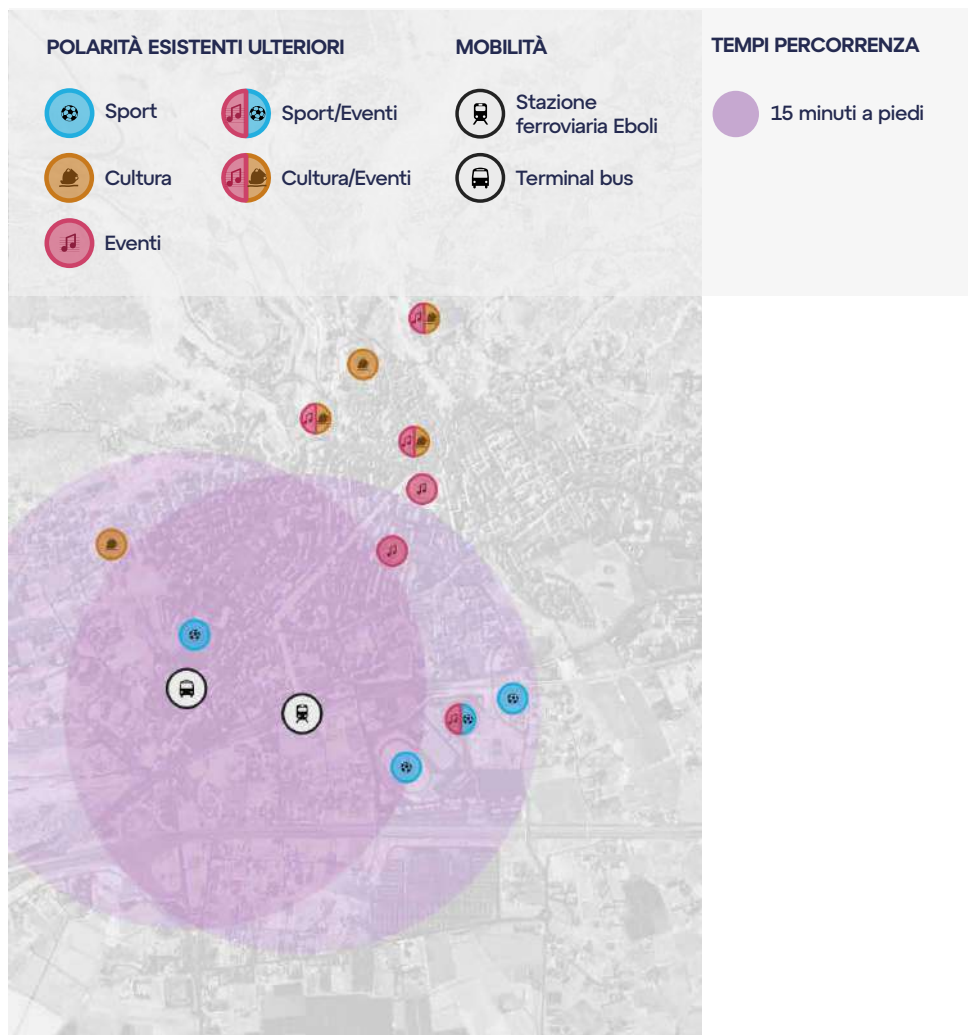 POLARITÀ ESISTENTI ULTERIORI
Sport
Cultura
Eventi
Sport/Eventi
Cultura/Eventi
MOBILITÀ
Stazione
ferroviaria Eboli
Terminal bus
TEMPI PERCORRENZA
15 minuti a piedi